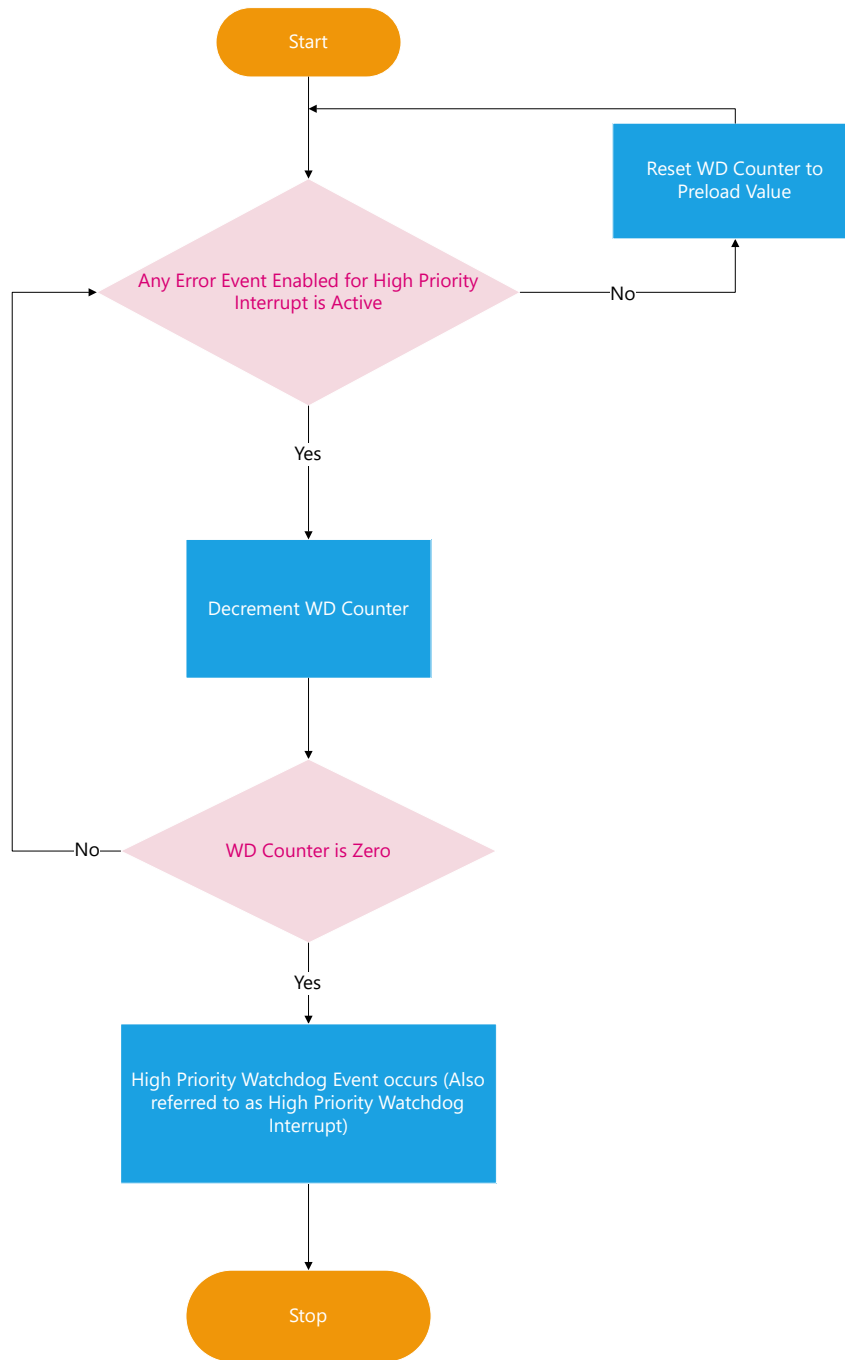 Start
Reset WD Counter to
Preload Value
Any Error Event Enabled for High Priority
Interrupt is Active
No
Yes
Decrement WD Counter
WD Counter is Zero
No
Yes
High Priority Watchdog Event occurs (Also
referred to as High Priority Watchdog
Interrupt)
Stop